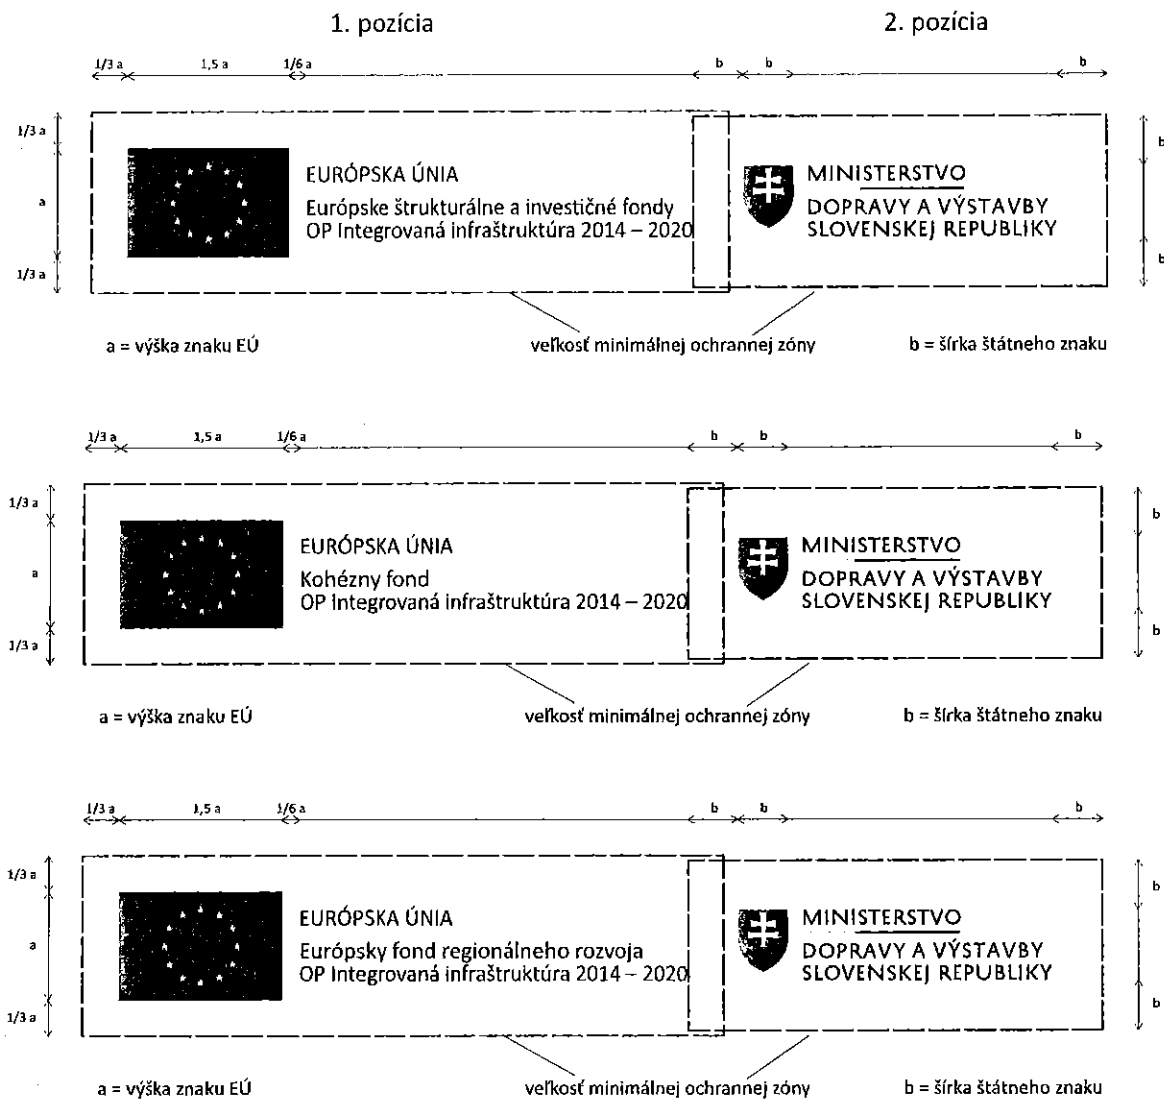 1. pozícia
2. pozícia
1/3 a
1,5 a
1/6 a
b
b
b
1/3 a
a
1/3 a
EURÓPSKA ÚNIA
Európske štrukturálne a investičné fondy
OP Integrovaná infraštruktúra 2014 – 2020
MINISTERSTVO
DOPRAVY A VÝSTAVBY
SLOVENSKEJ REPUBLIKY
b
b
a = výška znaku EÚ
veľkosť minimálnej ochrannej zóny
b = šírka štátneho znaku
1/3 a
1,5 a
1/6 a
b
b
b
1/3 a
a
1/3 a
EURÓPSKA ÚNIA
Kohézny fond
OP Integrovaná infraštruktúra 2014 – 2020
MINISTERSTVO
DOPRAVY A VÝSTAVBY
SLOVENSKEJ REPUBLIKY
b
b
a = výška znaku EÚ
veľkosť minimálnej ochrannej zóny
b = šírka štátneho znaku
1/3 a
1,5 a
1/6 a
b
b
b
1/3 a
a
1/3 a
EURÓPSKA ÚNIA
Európsky fond regionálneho rozvoja
OP Integrovaná infraštruktúra 2014 – 2020
MINISTERSTVO
DOPRAVY A VÝSTAVBY
SLOVENSKEJ REPUBLIKY
b
b
a = výška znaku EÚ
veľkosť minimálnej ochrannej zóny
b = šírka štátneho znaku